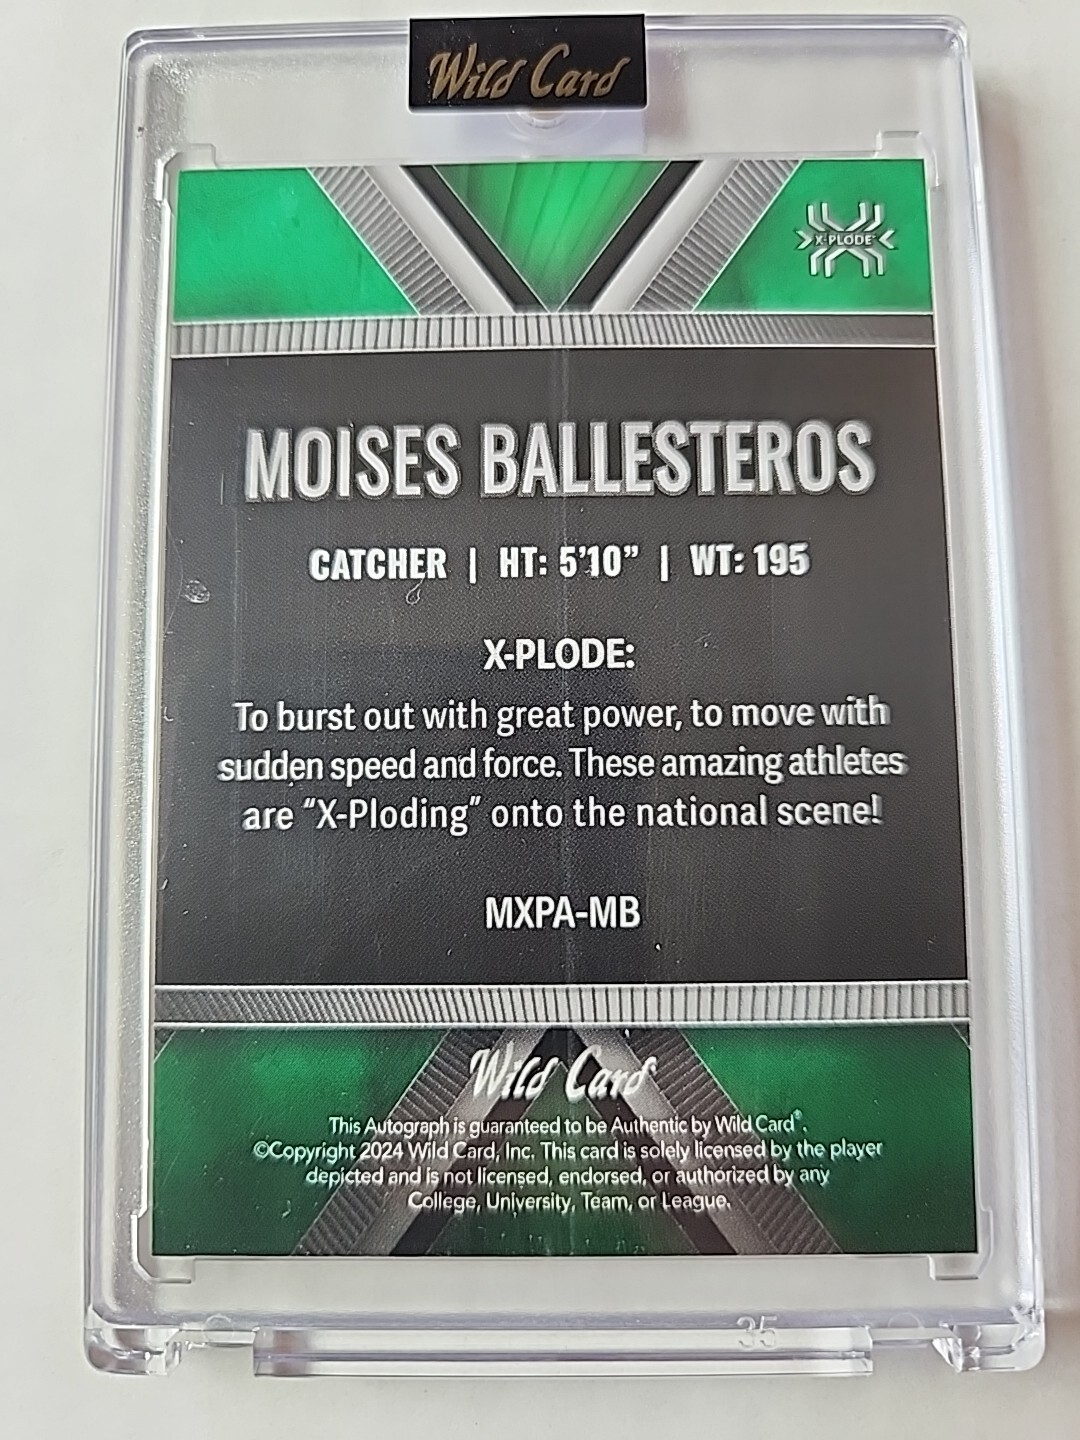 Wild Card
X-PLODE
MOISES BALLESTEROS
CATCHER | HT: 5'10" | WT: 195
X-PLODE:
To burst out with great power, to move with
sudden speed and force. These amazing athletes
are “X-Ploding” onto the national scene!
MXPA-MB
Wild Card
This Autograph is guaranteed to be Authentic by Wild Card®.
©Copyright 2024 Wild Card, Inc. This card is solely licensed by the player
depicted and is not licensed, endorsed, or authorized by any
College, University, Team, or League.
35